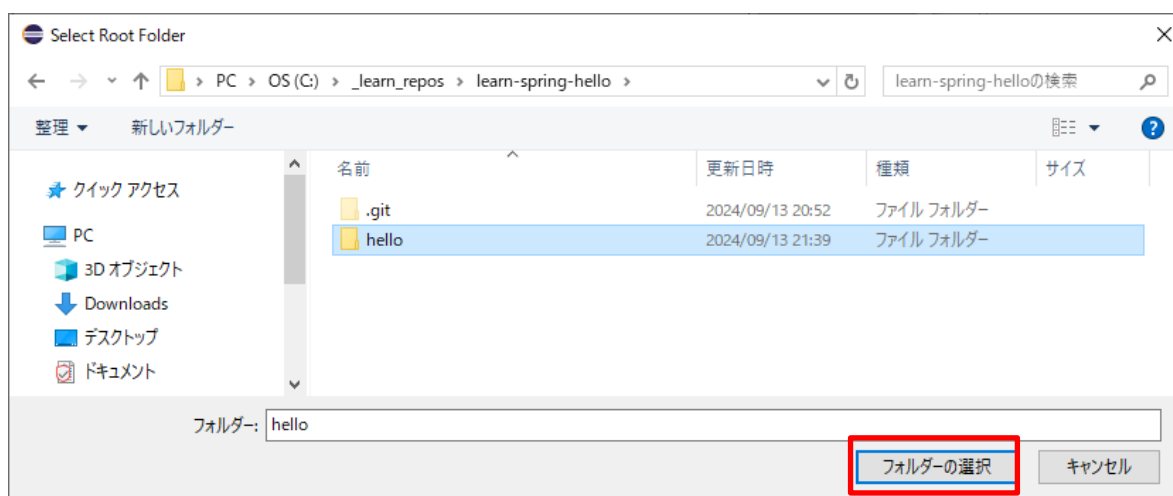 Select Root Folder
PC > OS (C:) > _learn_repos > learn-spring-hello >
learn-spring-helloの検索
整理
新しいフォルダー
名前 更新日時 種類 サイズ
クイック アクセス
.git 2024/09/13 20:52 ファイル フォルダー
PC
hello 2024/09/13 21:39 ファイル フォルダー
3D オブジェクト
Downloads
デスクトップ
ドキュメント
フォルダー: hello
フォルダーの選択 キャンセル